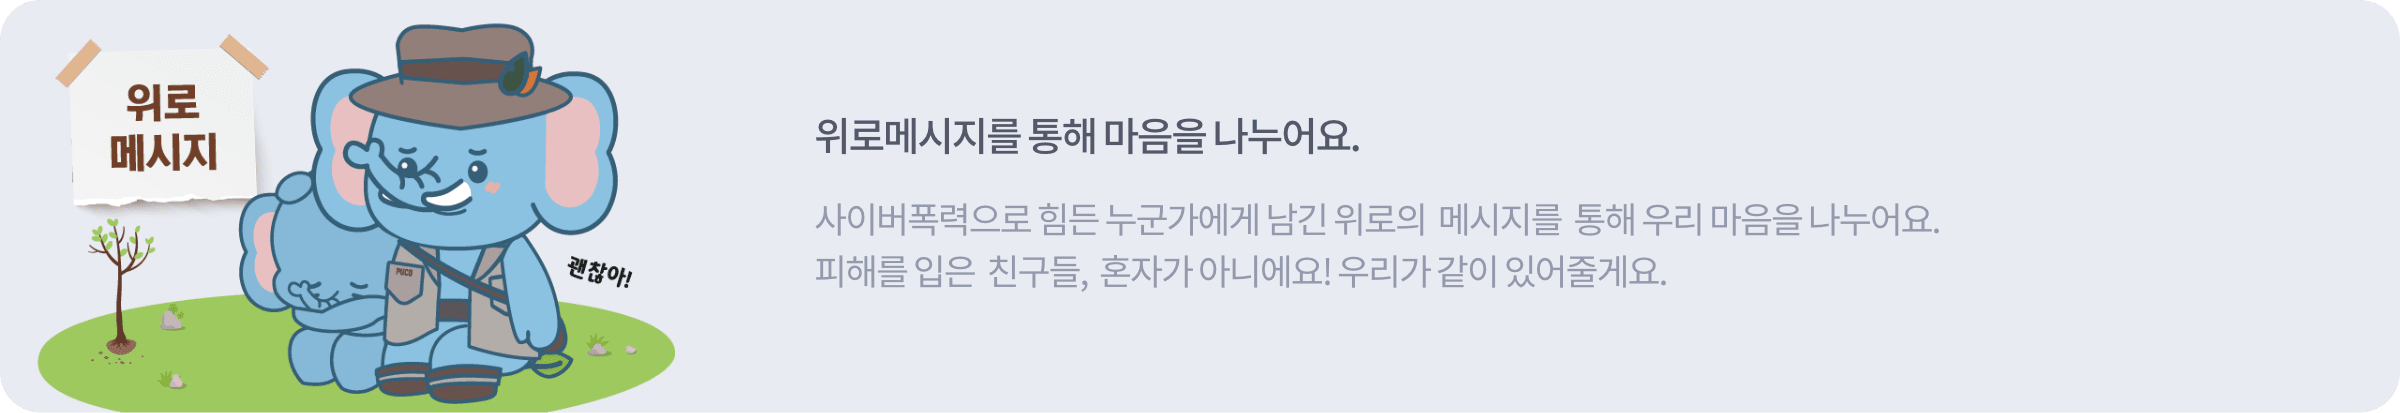 위로
메시지
PUCO
괜찮아!
위로메시지를 통해 마음을 나누어요.
사이버폭력으로 힘든 누군가에게 남긴 위로의 메시지를 통해 우리 마음을 나누어요.
피해를 입은 친구들, 혼자가 아니에요! 우리가 같이 있어줄게요.